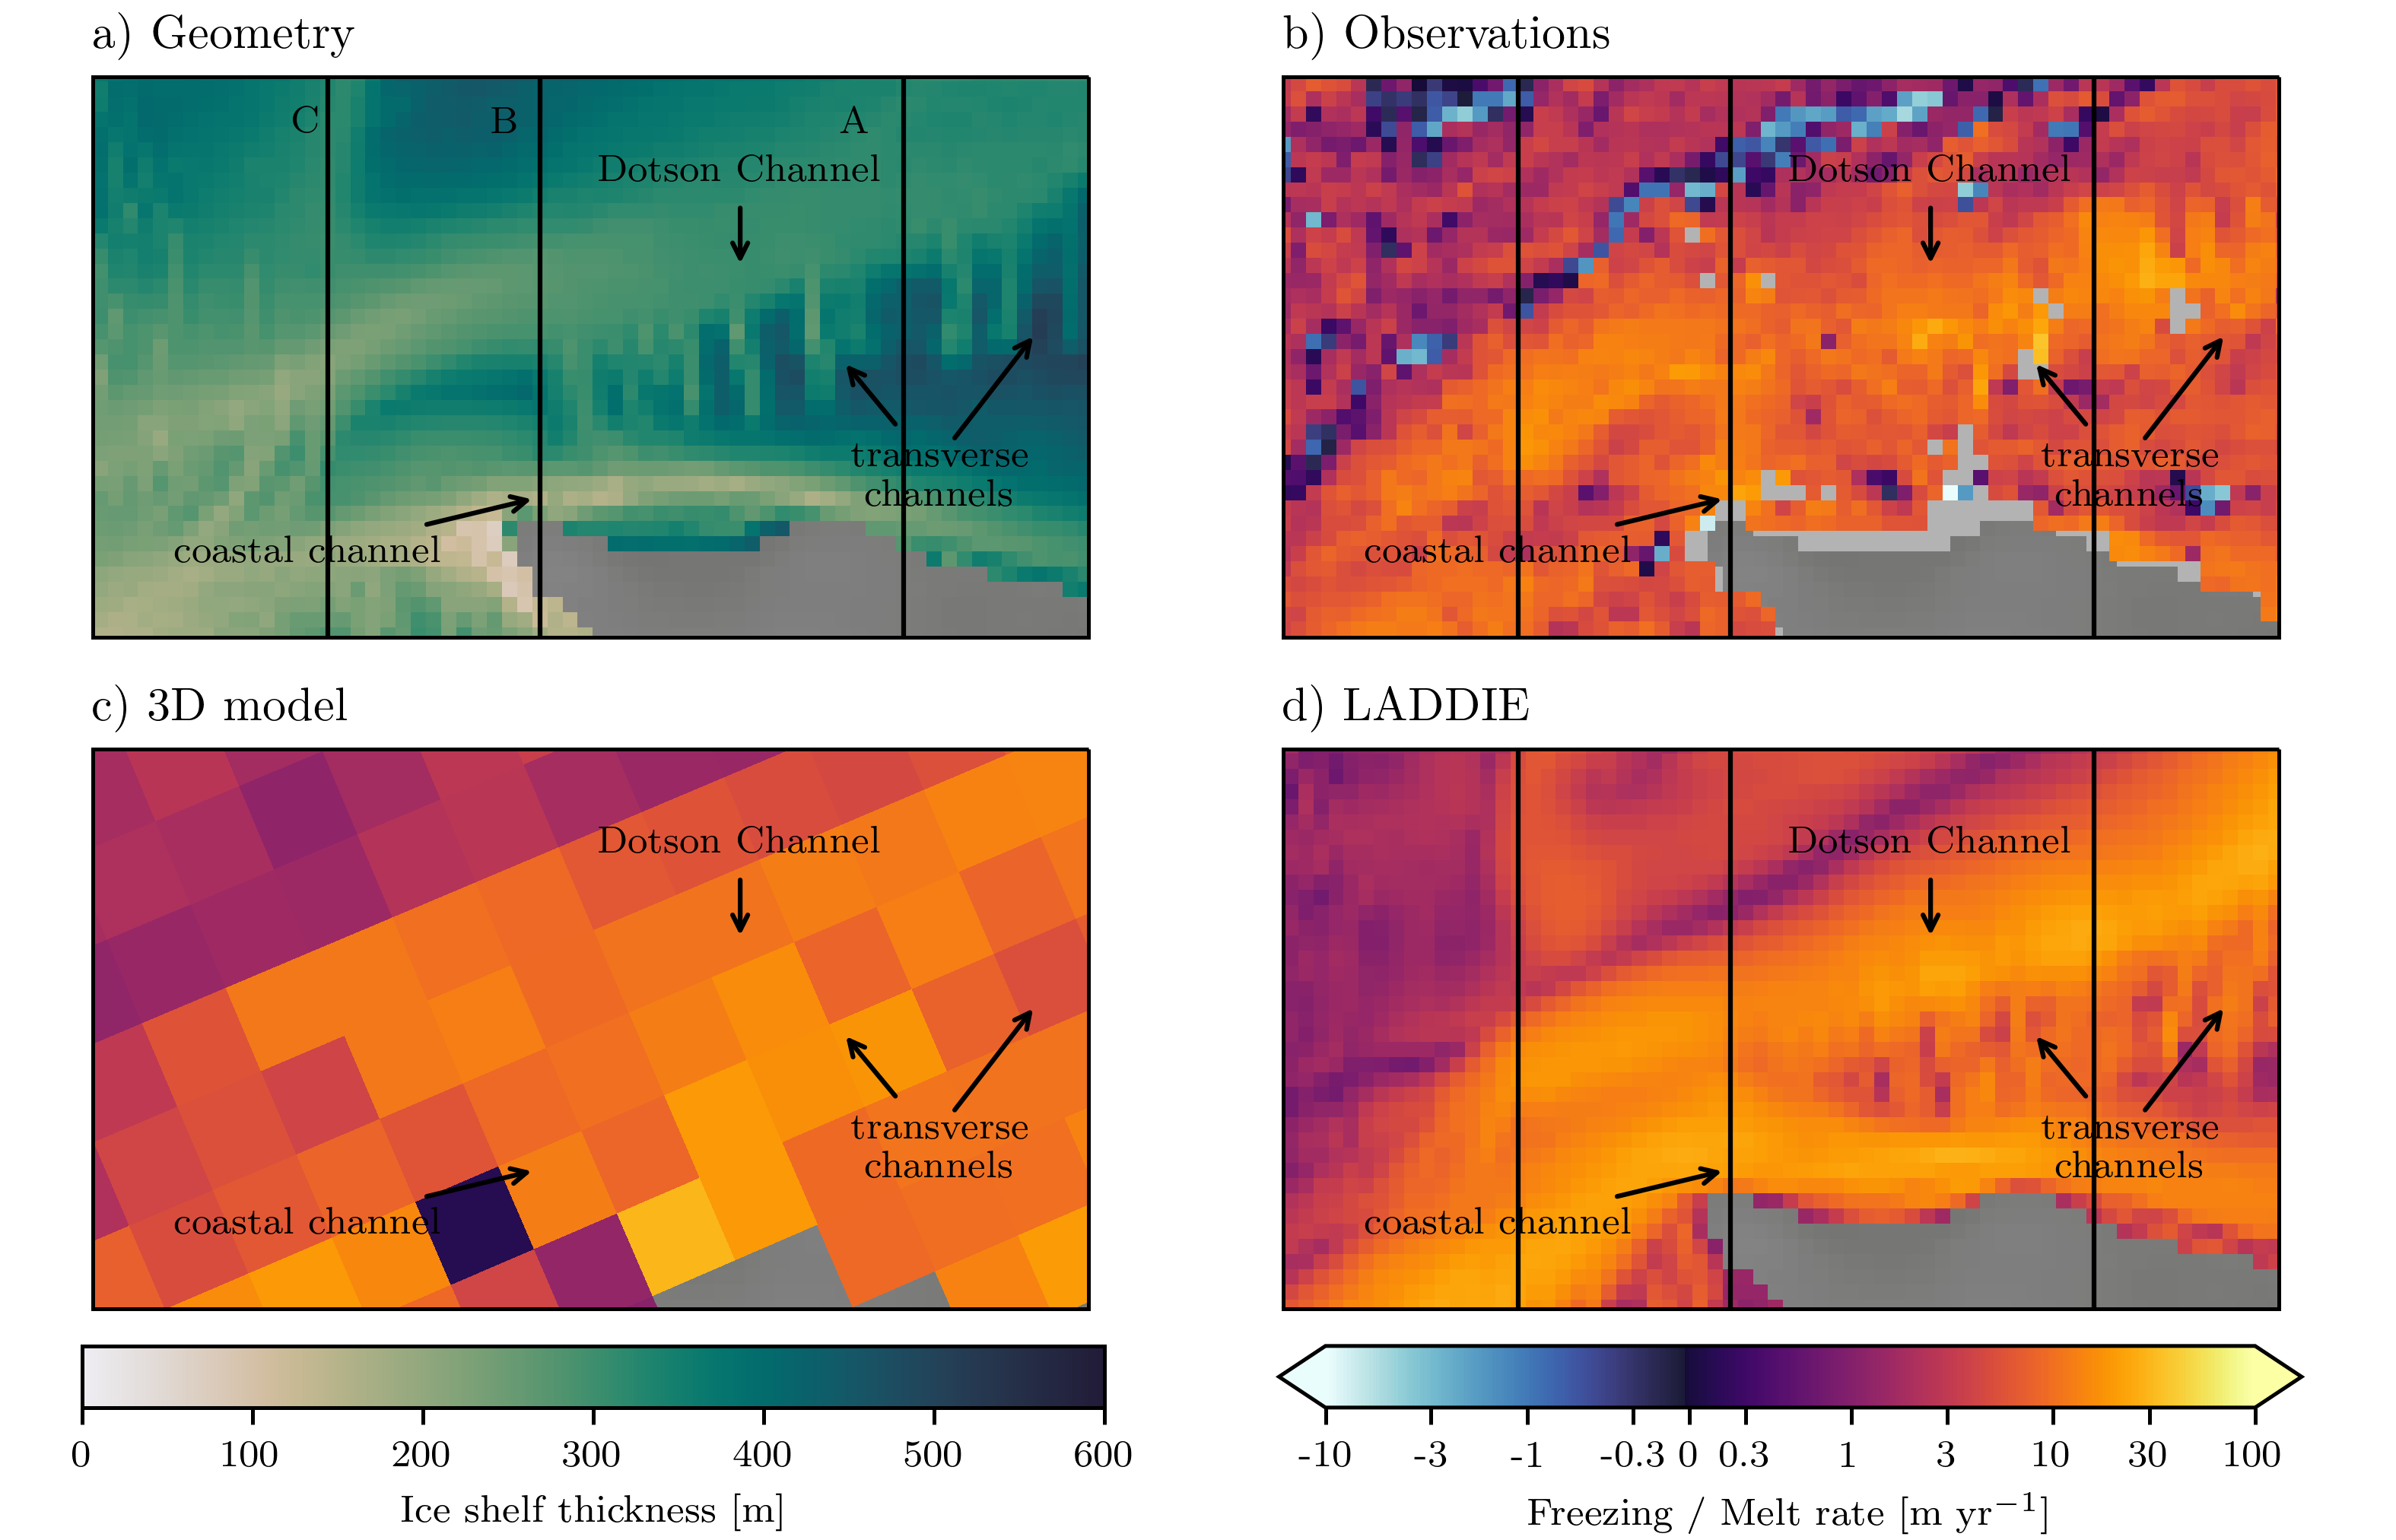 a) Geometry
C
B
A
Dotson Channel
transverse
channels
coastal channel
b) Observations
Dotson Channel
transverse
channels
coastal channel
c) 3D model
Dotson Channel
transverse
channels
coastal channel
d) LADDIE
Dotson Channel
transverse
channels
coastal channel
0 100 200 300 400 500 600
Ice shelf thickness [m]
-10 -3 -1 -0.3 0 0.3 1 3 10 30 100
Freezing / Melt rate [m yr⁻¹]